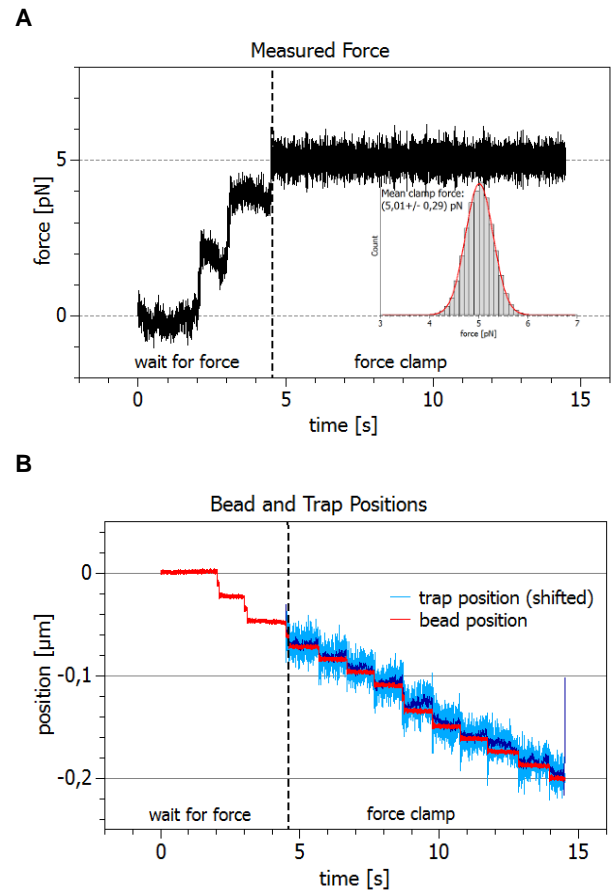 A
Measured Force
force [pN]
5
0
Mean clamp force:
(5,01+/- 0,29) pN
Count
3 4 5 6 7
force [pN]
wait for force
force clamp
0 5 10 15
time [s]
B
Bead and Trap Positions
position [µm]
0
-0,1
-0,2
trap position (shifted)
bead position
wait for force
force clamp
0 5 10 15
time [s]